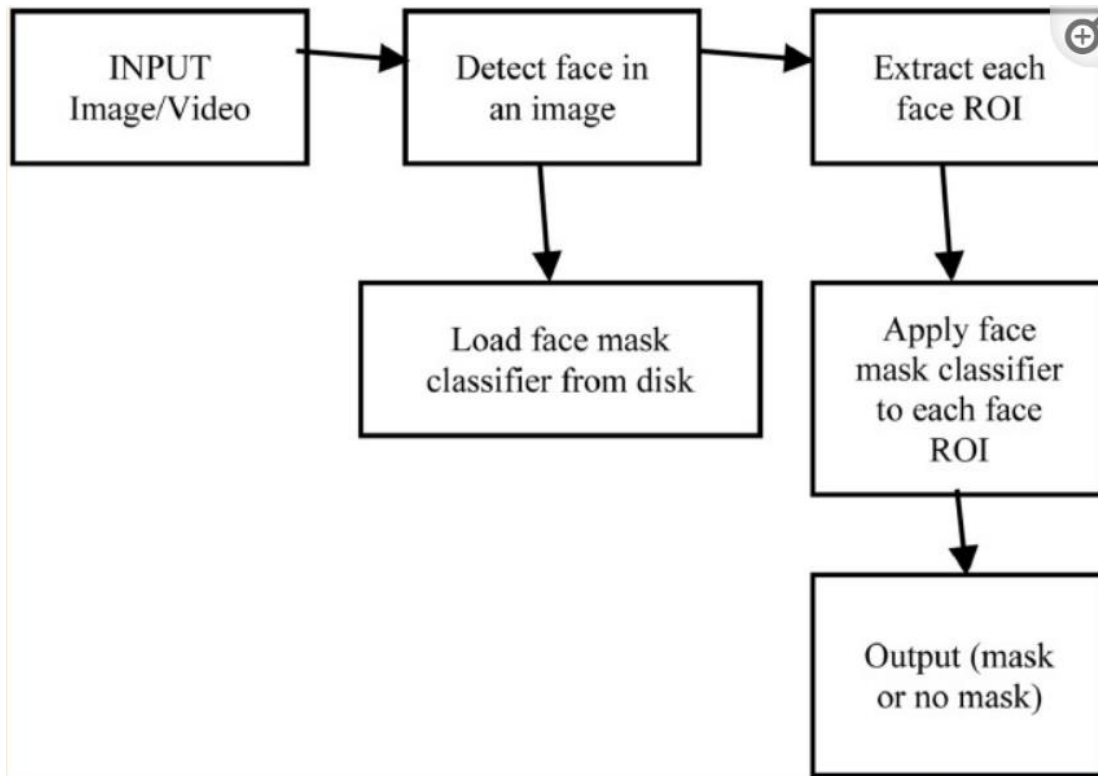 INPUT
Image/Video
Detect face in
an image
Extract each
face ROI
Load face mask
classifier from disk
Apply face
mask classifier
to each face
ROI
Output (mask
or no mask)